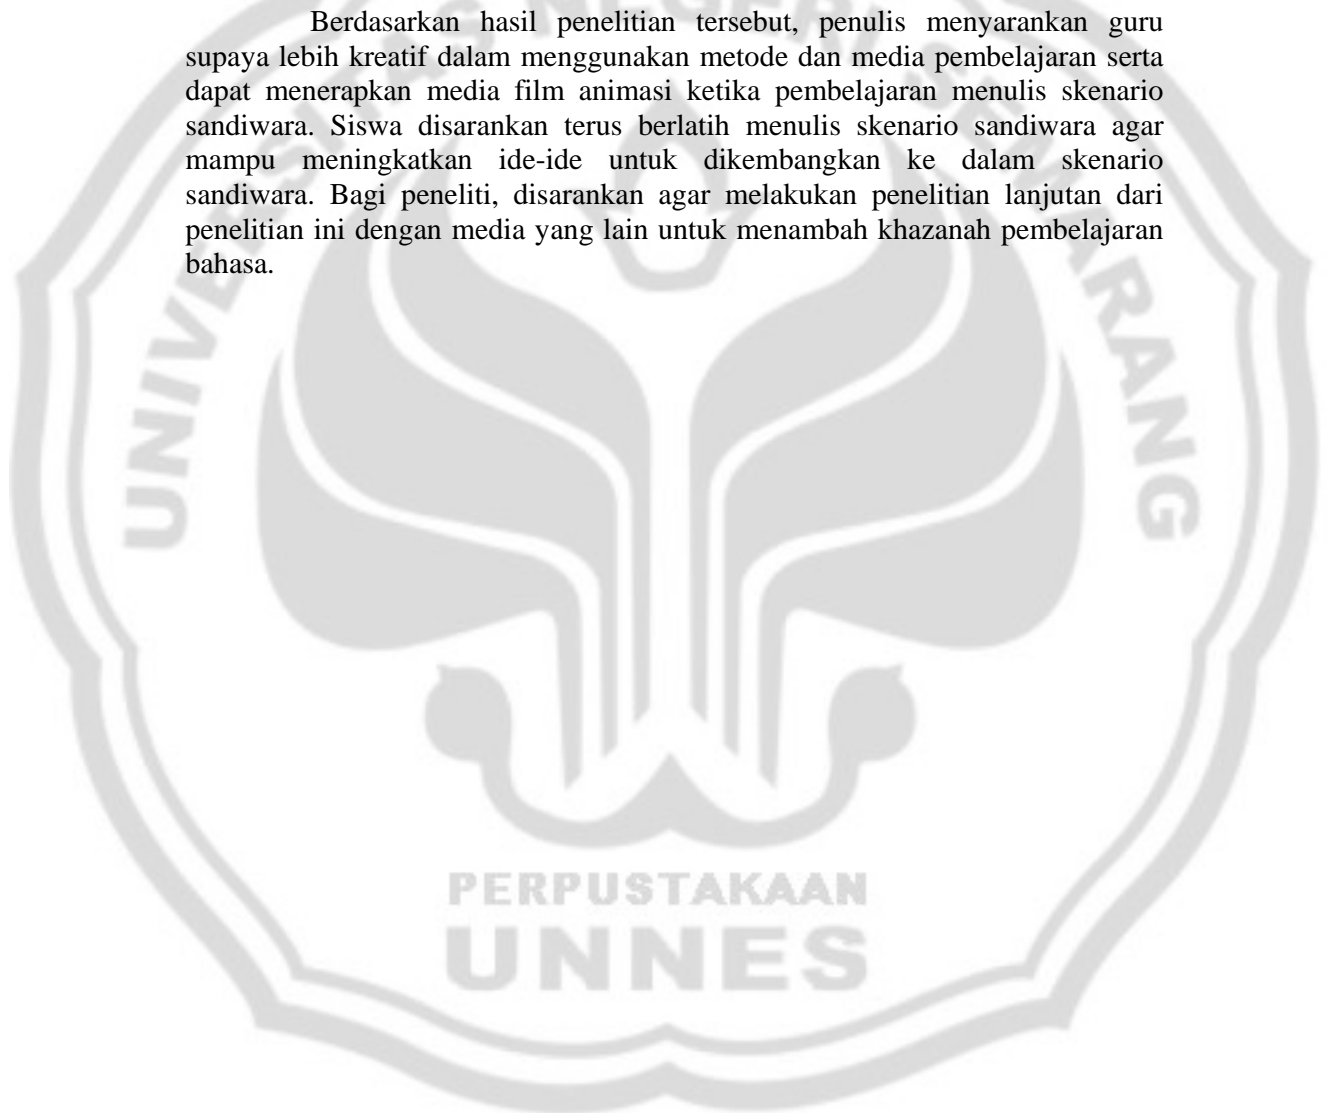 Berdasarkan hasil penelitian tersebut, penulis menyarankan guru
supaya lebih kreatif dalam menggunakan metode dan media pembelajaran serta
dapat menerapkan media film animasi ketika pembelajaran menulis skenario
sandiwara. Siswa disarankan terus berlatih menulis skenario sandiwara agar
mampu meningkatkan ide-ide untuk dikembangkan ke dalam skenario
sandiwara. Bagi peneliti, disarankan agar melakukan penelitian lanjutan dari
penelitian ini dengan media yang lain untuk menambah khazanah pembelajaran
bahasa.
UNIVERSITAS NEGERI SEMARANG
PERPUSTAKAAN
UNNES